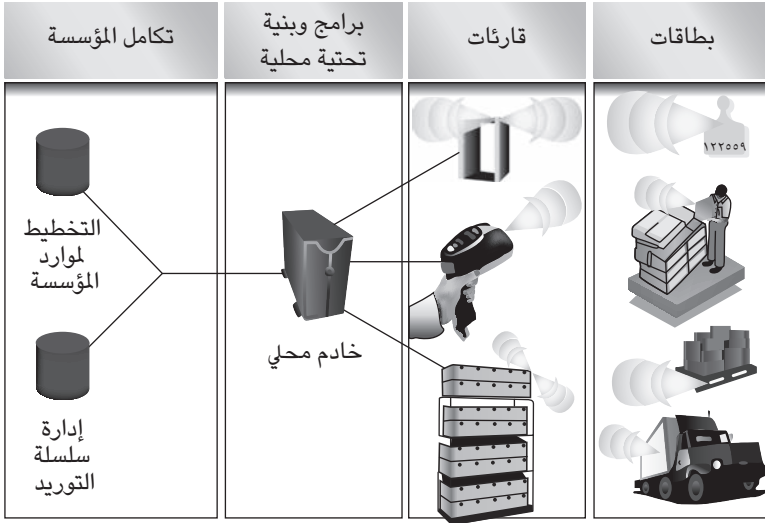 بطاقات
قارئات
برامج وبنية
تحتية محلية
تكامل المؤسسة
١٢٢٥٥٩
خادم محلي
التخطيط
لموارد
المؤسسة
إدارة
سلسلة
التوريد